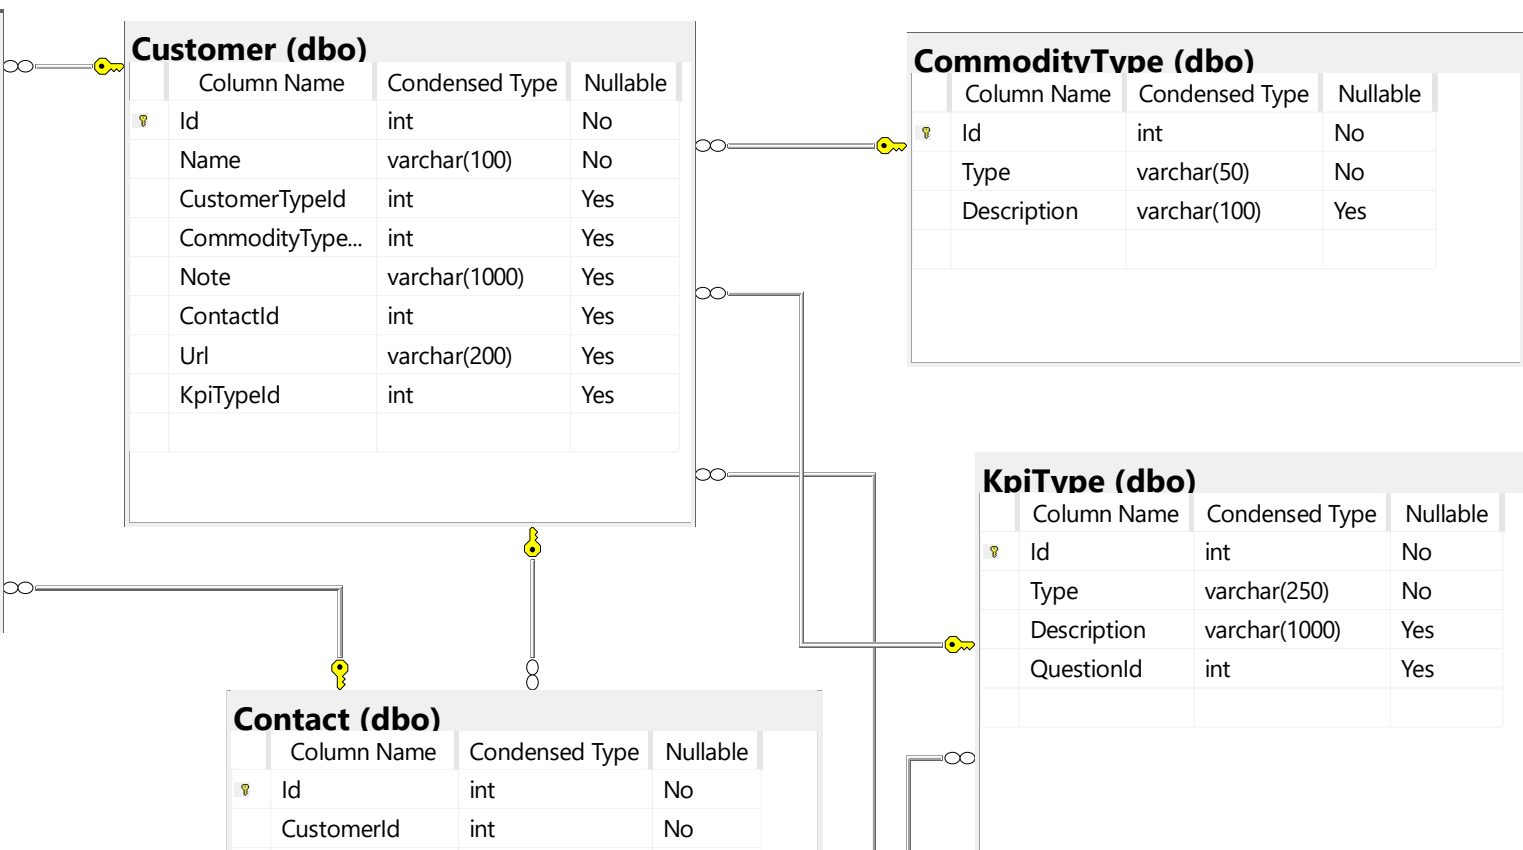 Customer (dbo)
Column Name Condensed Type Nullable
Id int No
Name varchar(100) No
CustomerTypeId int Yes
CommodityType... int Yes
Note varchar(1000) Yes
ContactId int Yes
Url varchar(200) Yes
KpiTypeId int Yes
CommodityType (dbo)
Column Name Condensed Type Nullable
Id int No
Type varchar(50) No
Description varchar(100) Yes
KpiType (dbo)
Column Name Condensed Type Nullable
Id int No
Type varchar(250) No
Description varchar(1000) Yes
QuestionId int Yes
Contact (dbo)
Column Name Condensed Type Nullable
Id int No
CustomerId int No